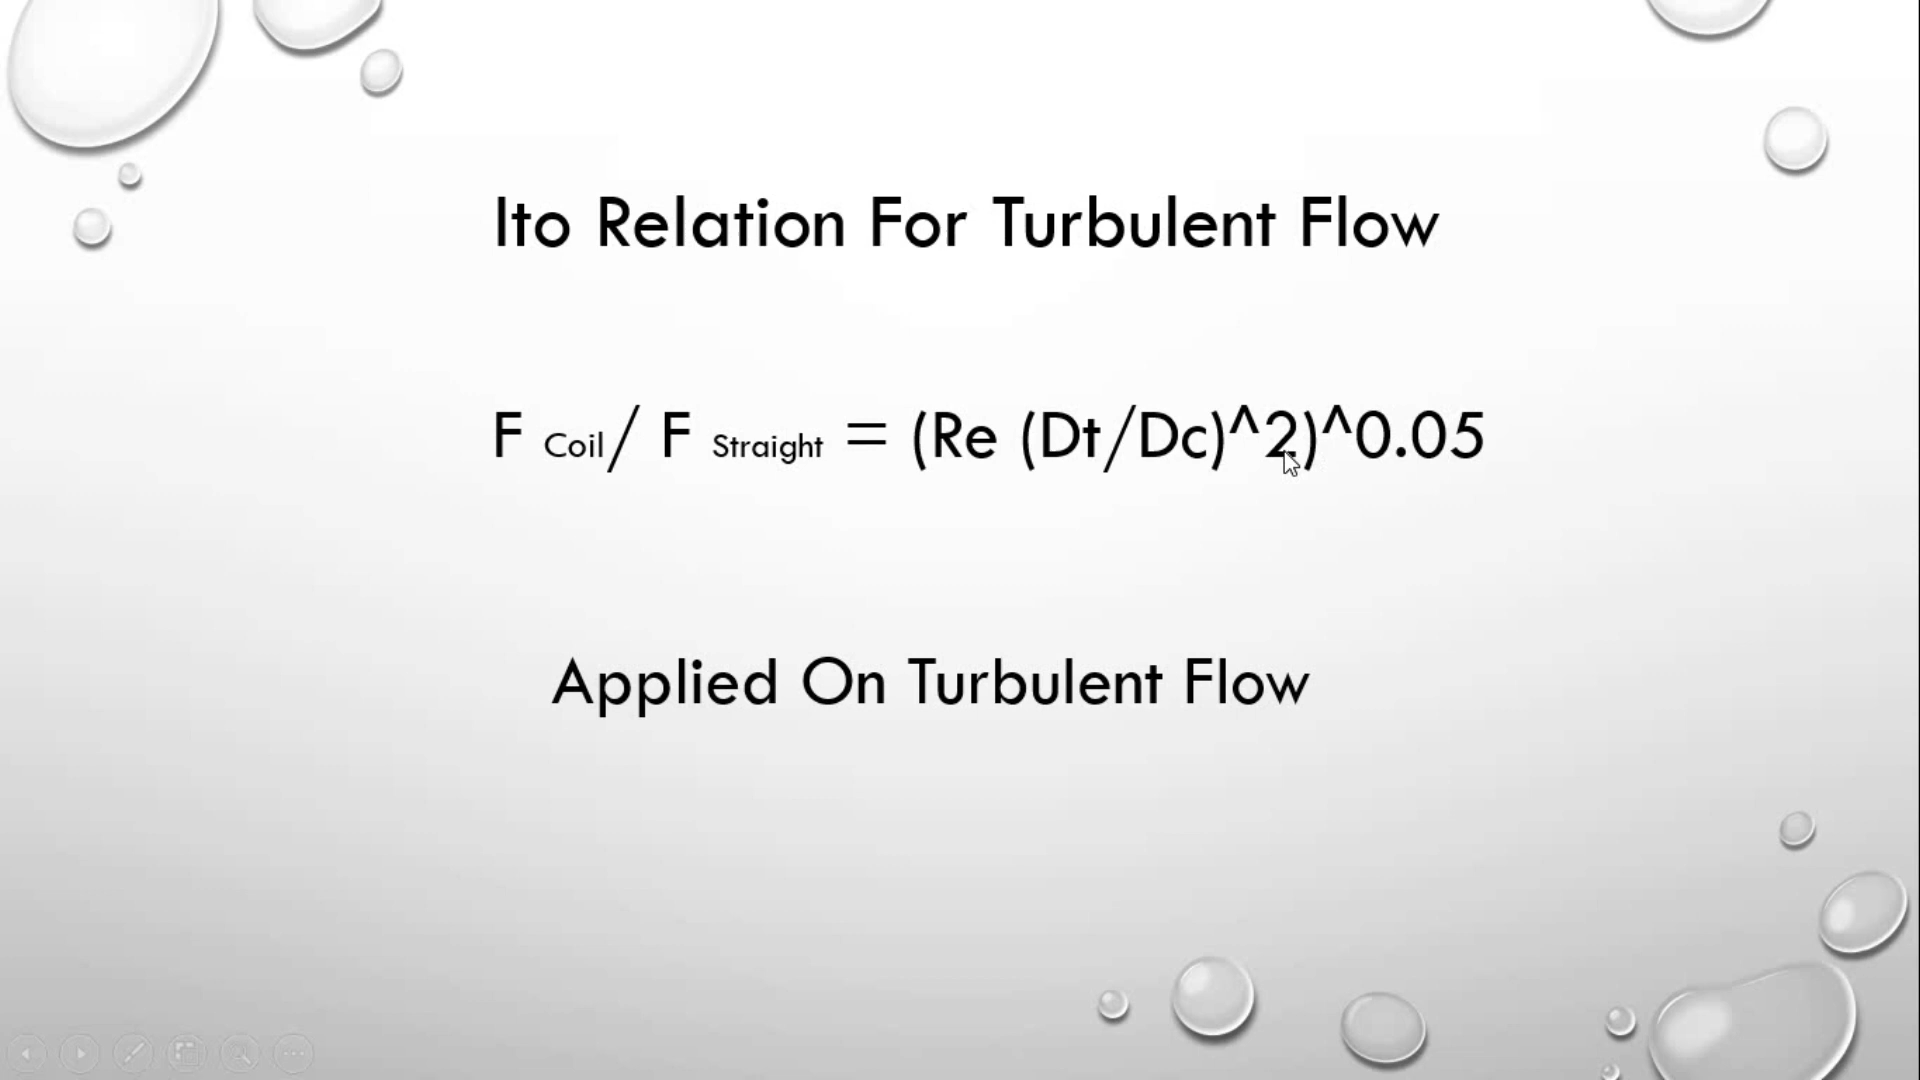 Ito Relation For Turbulent Flow
F Coil/ F Straight = (Re (Dt/Dc)^2)^0.05
Applied On Turbulent Flow